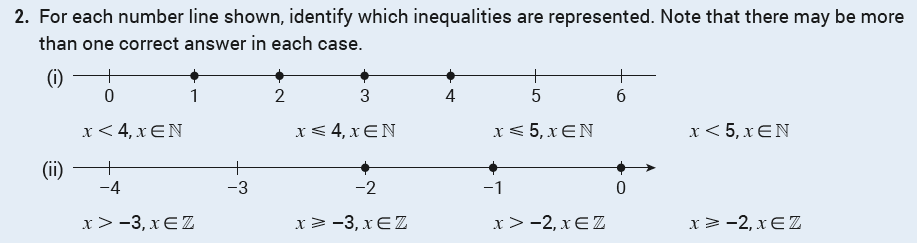 2. For each number line shown, identify which inequalities are represented. Note that there may be more
than one correct answer in each case.
(i)
0 1 2 3 4 5 6
x < 4, x ∈ ℕ x ⩽ 4, x ∈ ℕ x ⩽ 5, x ∈ ℕ x < 5, x ∈ ℕ
(ii)
−4 −3 −2 −1 0
x > −3, x ∈ ℤ x ⩾ −3, x ∈ ℤ x > −2, x ∈ ℤ x ⩾ −2, x ∈ ℤ